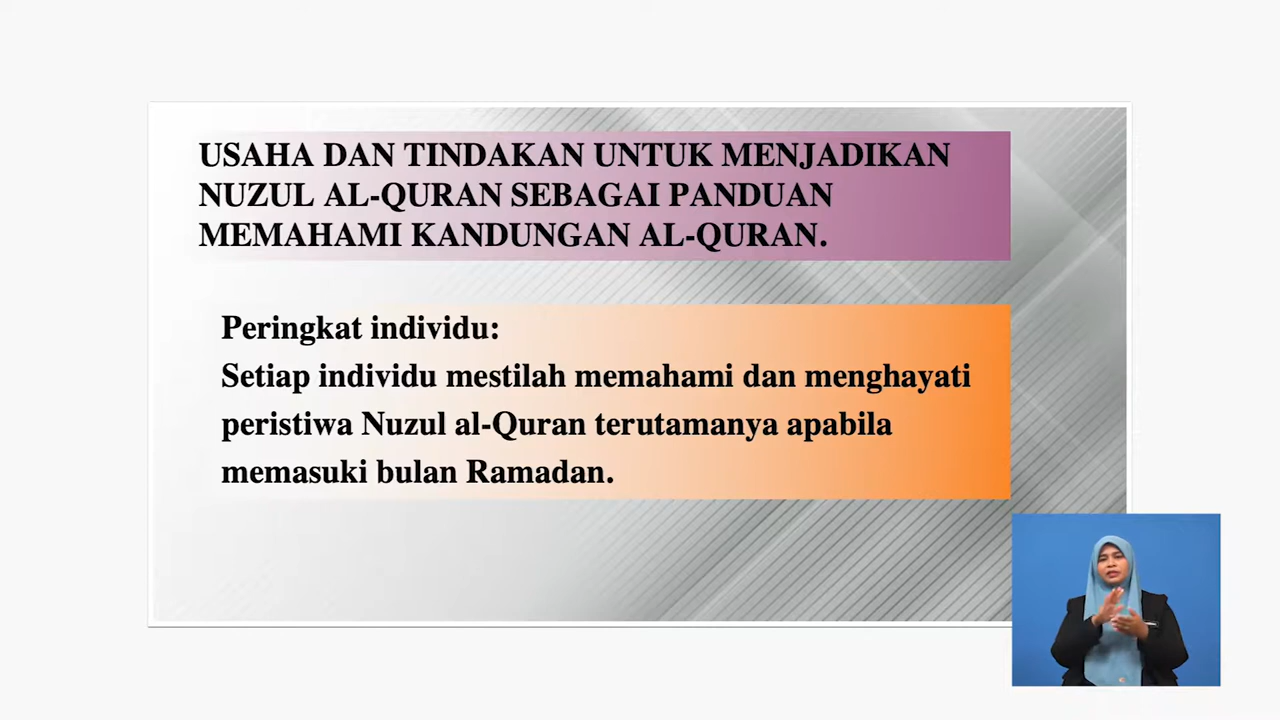 USAHA DAN TINDAKAN UNTUK MENJADIKAN
NUZUL AL-QURAN SEBAGAI PANDUAN
MEMAHAMI KANDUNGAN AL-QURAN.
Peringkat individu:
Setiap individu mestilah memahami dan menghayati
peristiwa Nuzul al-Quran terutamanya apabila
memasuki bulan Ramadan.